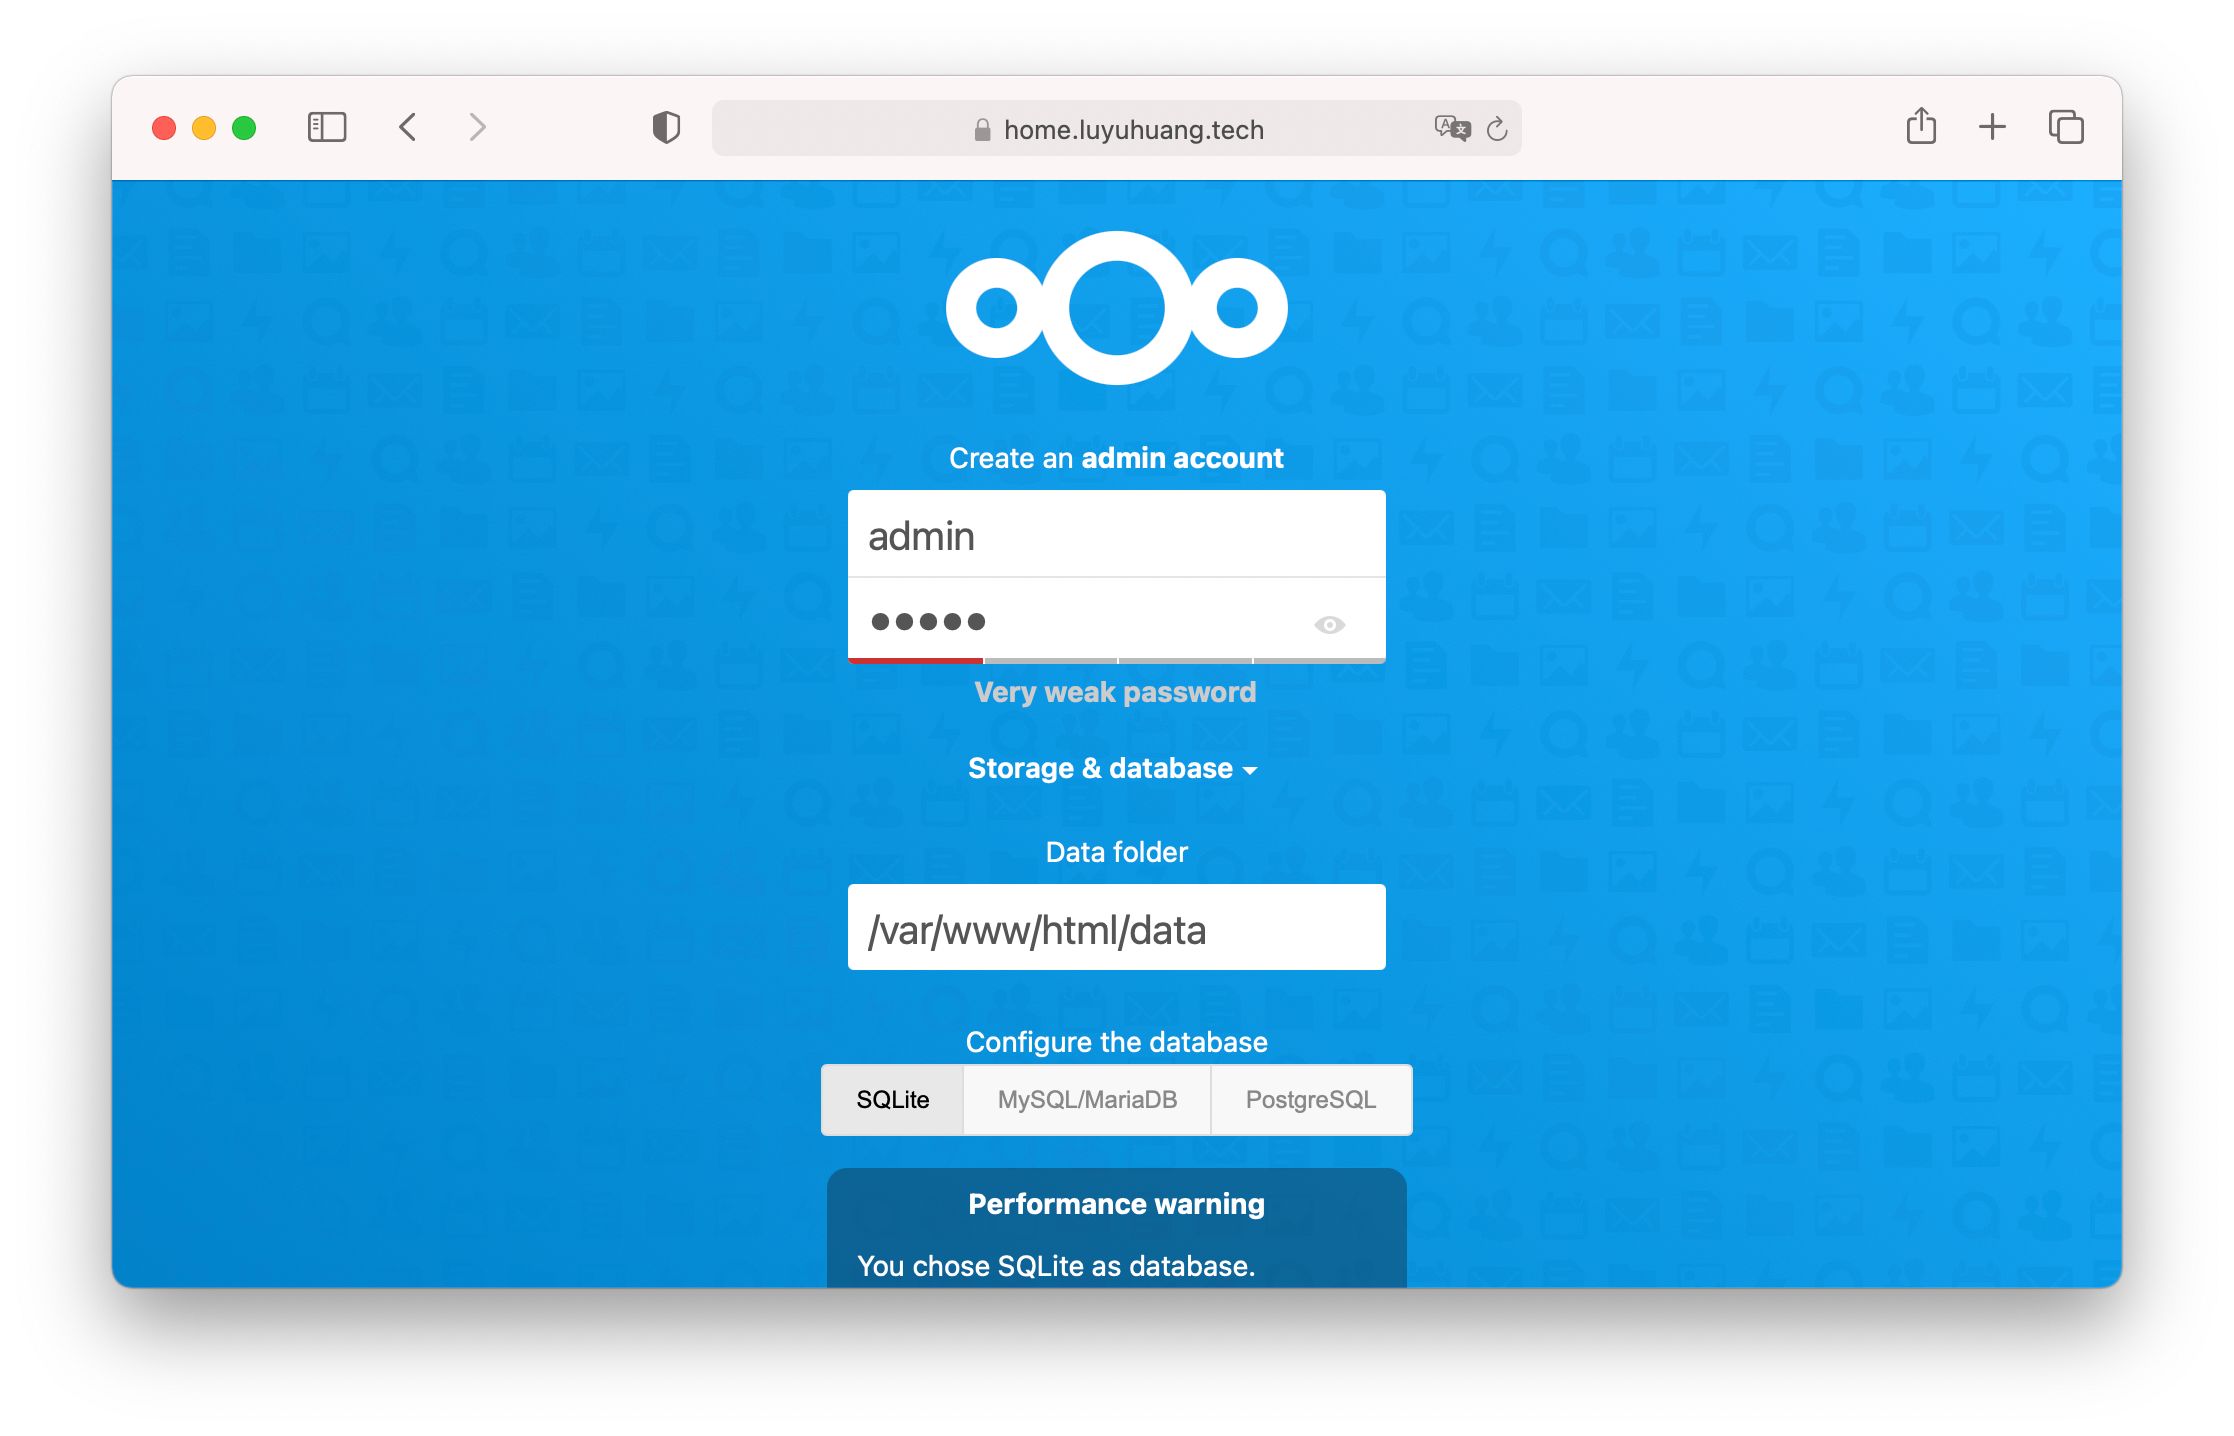 home.luyuhuang.tech
Create an admin account
admin
Very weak password
Storage & database
Data folder
/var/www/html/data
Configure the database
SQLite MySQL/MariaDB PostgreSQL
Performance warning
You chose SQLite as database.